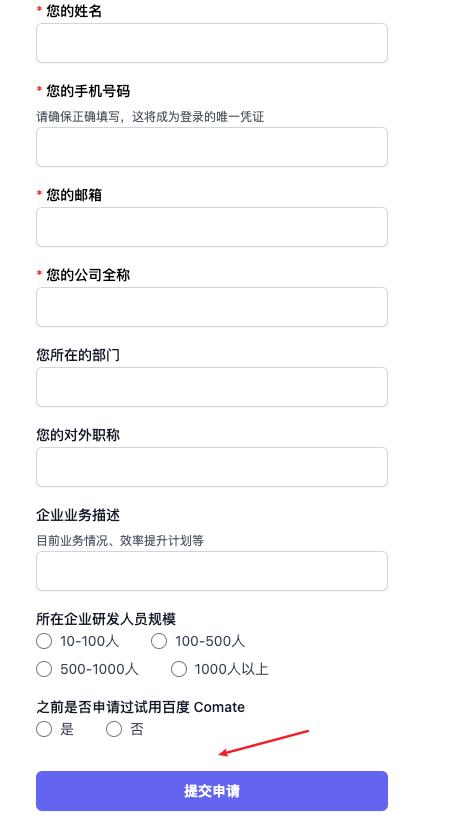 * 您的姓名
* 您的手机号码
请确保正确填写，这将成为登录的唯一凭证
* 您的邮箱
* 您的公司全称
您所在的部门
您的对外职称
企业业务描述
目前业务情况、效率提升计划等
所在企业研发人员规模
10-100人 100-500人
500-1000人 1000人以上
之前是否申请过试用百度 Comate
是 否
提交申请